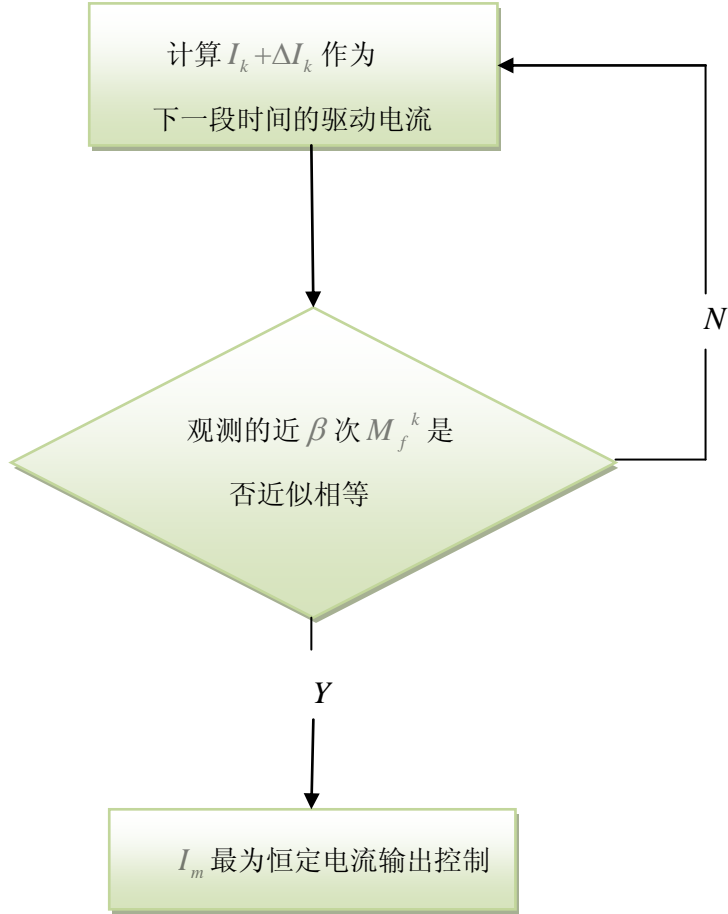 计算 I_k+ΔI_k 作为
下一段时间的驱动电流
N
观测的近 β 次 M_f^k 是
否近似相等
Y
I_m 最为恒定电流输出控制